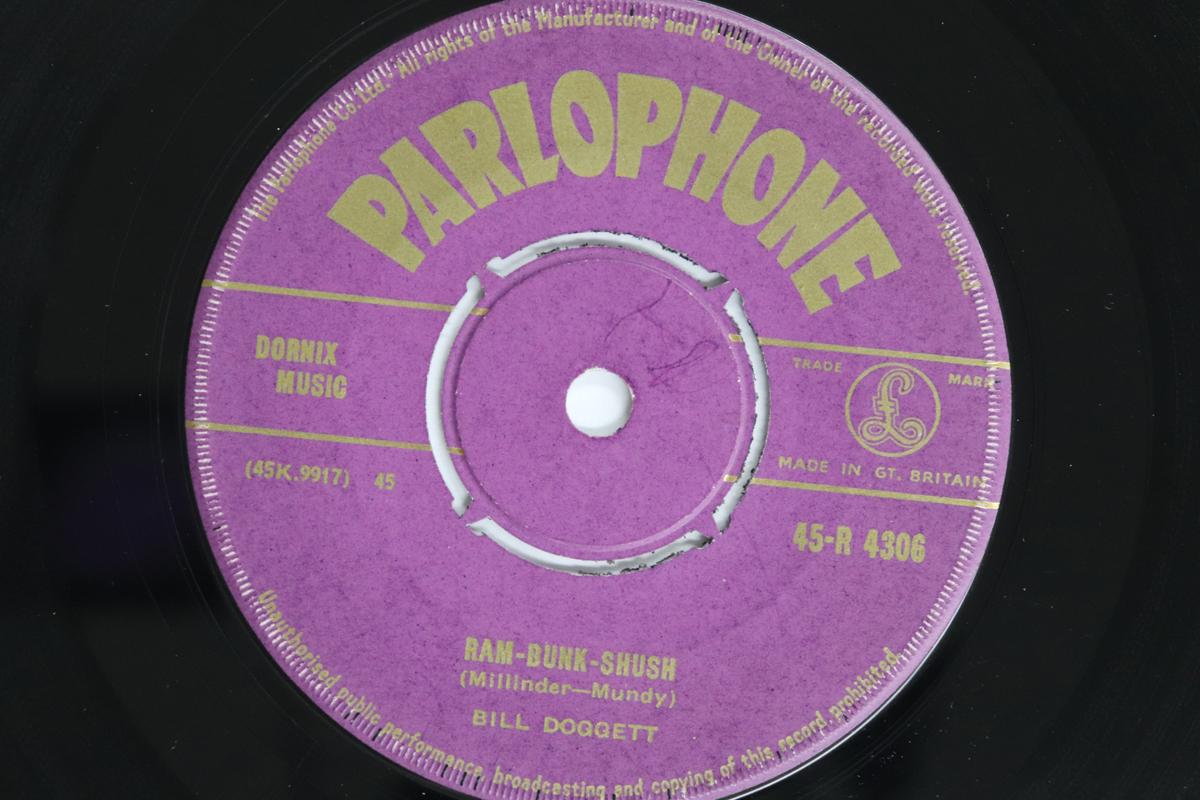 The Parlophone Co. Ltd. All rights of the Manufacturer and of the Owner of the recorded work reserved.
PARLOPHONE
DORNIX
MUSIC
(45K.9917) 45
TRADE MARK
£
MADE IN GT. BRITAIN
45-R 4306
RAM-BUNK-SHUSH
(Millinder—Mundy)
BILL DOGGETT
Unauthorised public performance, broadcasting and copying of this record prohibited.